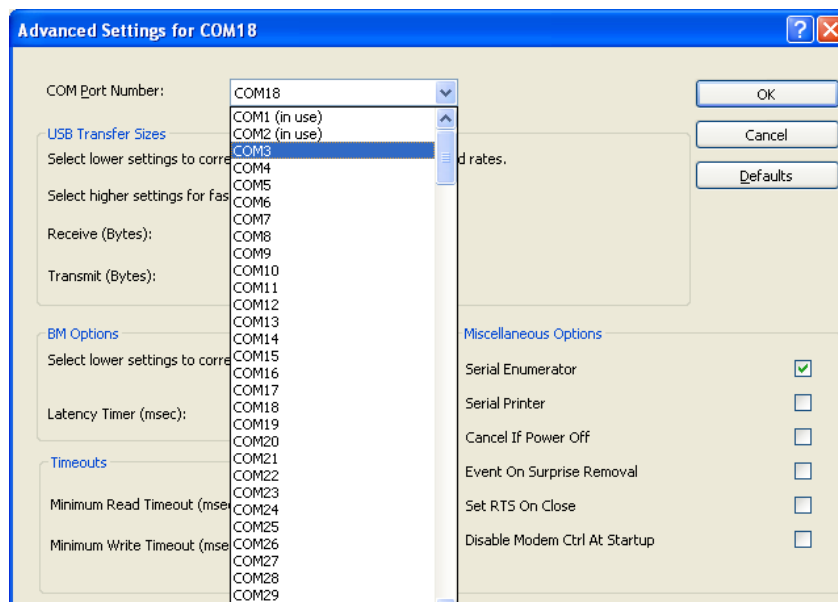 Advanced Settings for COM18
COM Port Number:
COM18
OK
Cancel
Defaults
COM1 (in use)
COM2 (in use)
COM3
COM4
COM5
COM6
COM7
COM8
COM9
COM10
COM11
COM12
COM13
COM14
COM15
COM16
COM17
COM18
COM19
COM20
COM21
COM22
COM23
COM24
COM25
COM26
COM27
COM28
COM29
USB Transfer Sizes
Select lower settings to corre
d rates.
Select higher settings for fas
Receive (Bytes):
Transmit (Bytes):
BM Options
Select lower settings to corre
Latency Timer (msec):
Timeouts
Minimum Read Timeout (mse
Minimum Write Timeout (mse
Miscellaneous Options
Serial Enumerator
Serial Printer
Cancel If Power Off
Event On Surprise Removal
Set RTS On Close
Disable Modem Ctrl At Startup